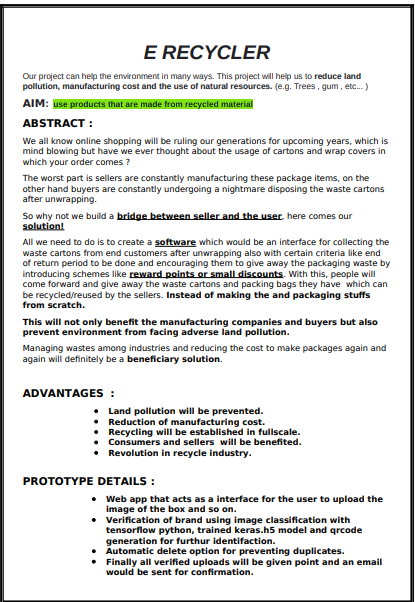 E RECYCLER
Our project can help the environment in many ways. This project will help us to reduce land
pollution, manufacturing cost and the use of natural resources. (e.g. Trees , gum , etc... )
AIM: use products that are made from recycled material
ABSTRACT :
We all know online shopping will be ruling our generations for upcoming years, which is
mind blowing but have we ever thought about the usage of cartons and wrap covers in
which your order comes ?
The worst part is sellers are constantly manufacturing these package items, on the
other hand buyers are constantly undergoing a nightmare disposing the waste cartons
after unwrapping.
So why not we build a bridge between seller and the user, here comes our
solution!
All we need to do is to create a software which would be an interface for collecting the
waste cartons from end customers after unwrapping also with certain criteria like end
of return period to be done and encouraging them to give away the packaging waste by
introducing schemes like reward points or small discounts. With this, people will
come forward and give away the waste cartons and packing bags they have which can
be recycled/reused by the sellers. Instead of making the and packaging stuffs
from scratch.
This will not only benefit the manufacturing companies and buyers but also
prevent environment from facing adverse land pollution.
Managing wastes among industries and reducing the cost to make packages again and
again will definitely be a beneficiary solution.
ADVANTAGES :
• Land pollution will be prevented.
• Reduction of manufacturing cost.
• Recycling will be established in fullscale.
• Consumers and sellers will be benefited.
• Revolution in recycle industry.
PROTOTYPE DETAILS :
• Web app that acts as a interface for the user to upload the
image of the box and so on.
• Verification of brand using image classification with
tensorflow python, trained keras.h5 model and qrcode
generation for furthur identifaction.
• Automatic delete option for preventing duplicates.
• Finally all verified uploads will be given point and an email
would be sent for confirmation.